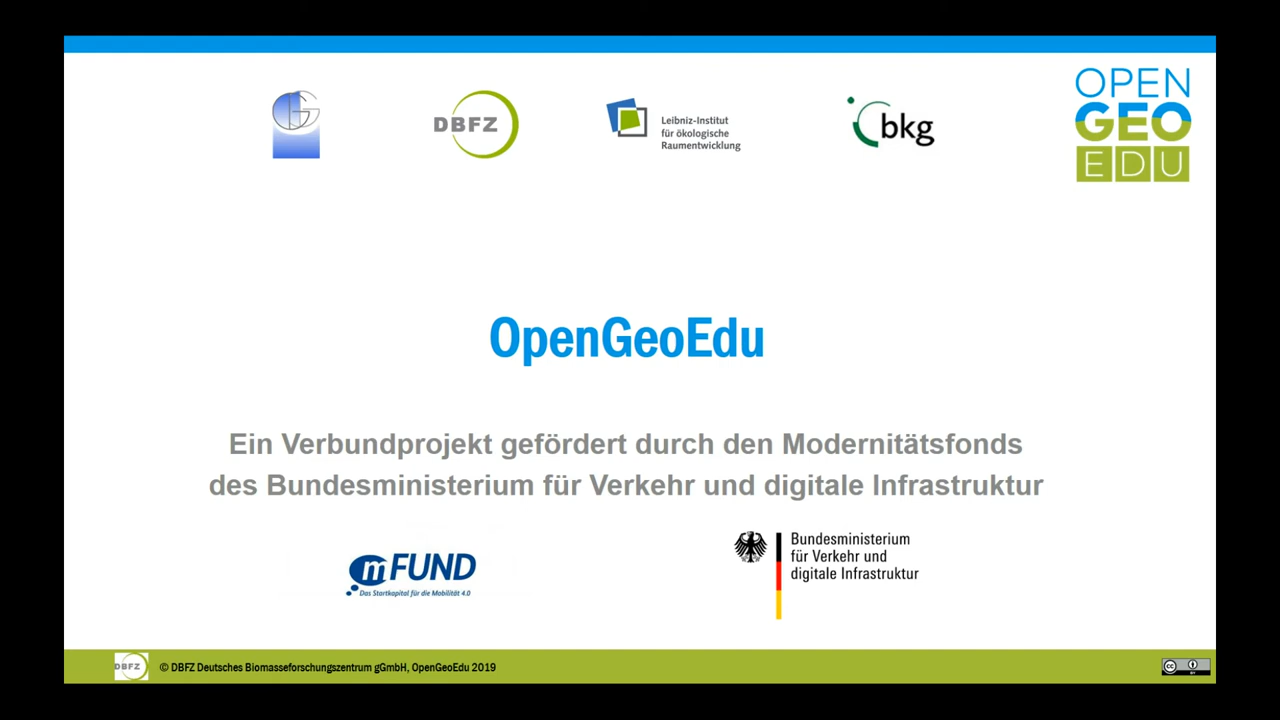 DBFZ
Leibniz-Institut
für ökologische
Raumentwicklung
bkg
OPEN
GEO
EDU
OpenGeoEdu
Ein Verbundprojekt gefördert durch den Modernitätsfonds
des Bundesministerium für Verkehr und digitale Infrastruktur
mFUND
Das Startkapital für die Mobilität 4.0
Bundesministerium
für Verkehr und
digitale Infrastruktur
DBFZ
© DBFZ Deutsches Biomasseforschungszentrum gGmbH, OpenGeoEdu 2019
cc
BY